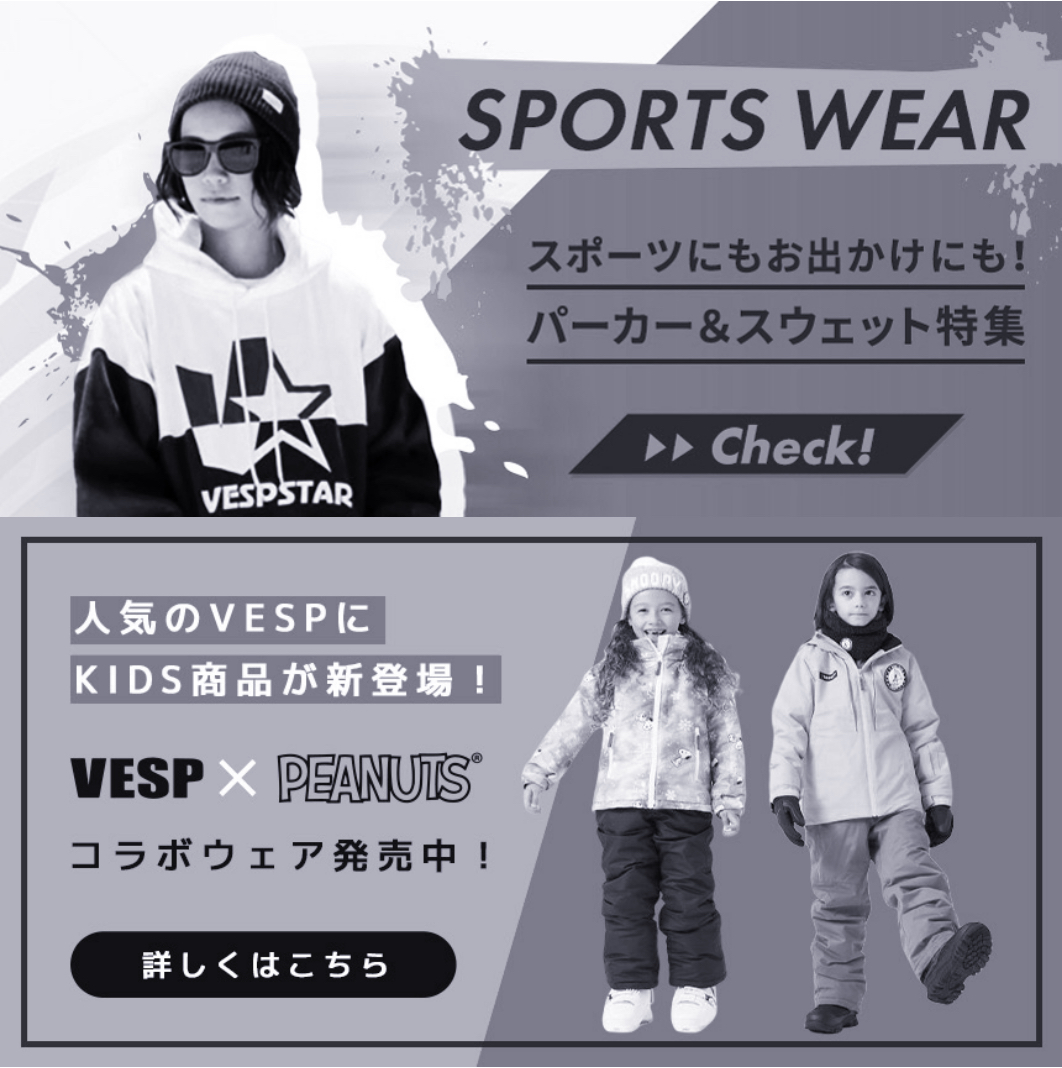 SPORTS WEAR
スポーツにもお出かけにも!
パーカー&スウェット特集
Check!
VESPSTAR
人気のVESPに
KIDS商品が新登場!
VESP×PEANUTS®
コラボウェア発売中!
詳しくはこちら